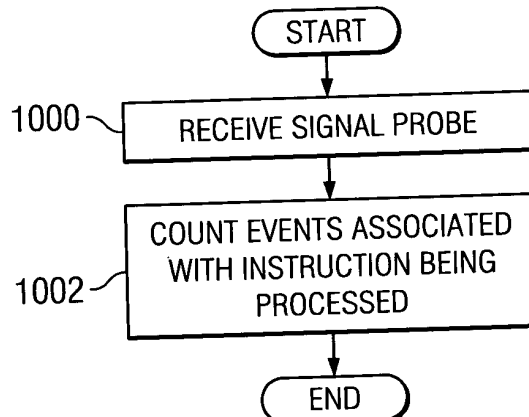 START
1000
RECEIVE SIGNAL PROBE
COUNT EVENTS ASSOCIATED
WITH INSTRUCTION BEING
PROCESSED
1002
END